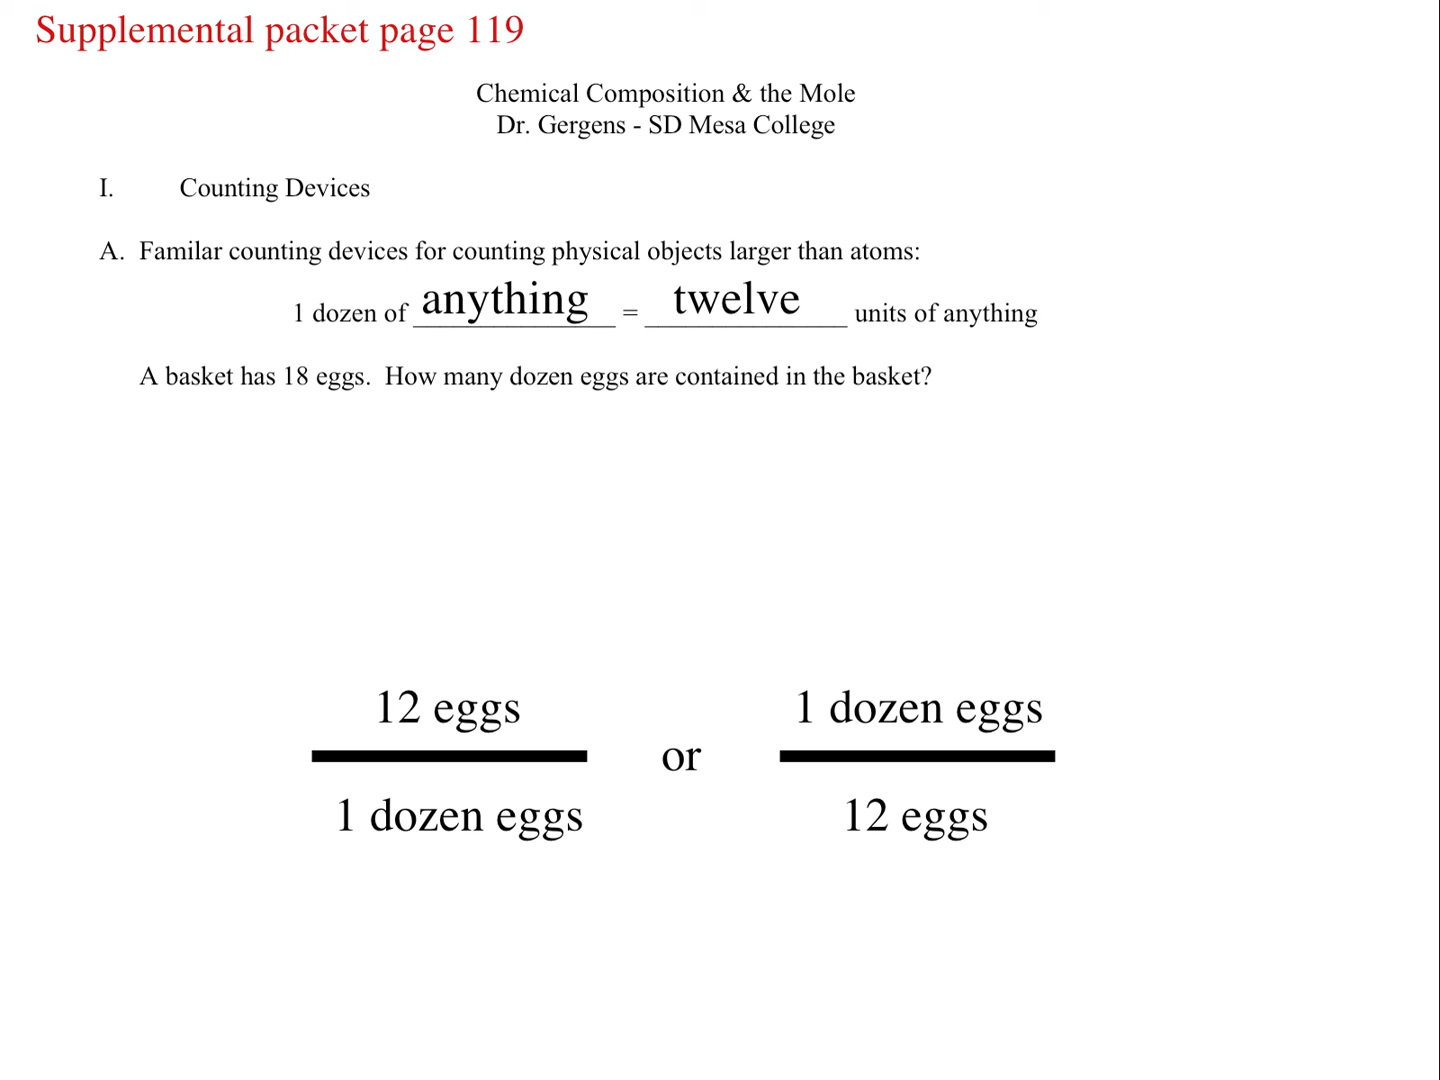 Supplemental packet page 119
Chemical Composition & the Mole
Dr. Gergens - SD Mesa College
I. Counting Devices
A. Familar counting devices for counting physical objects larger than atoms:
1 dozen of anything = twelve units of anything
A basket has 18 eggs. How many dozen eggs are contained in the basket?
12 eggs
1 dozen eggs
or
1 dozen eggs
12 eggs